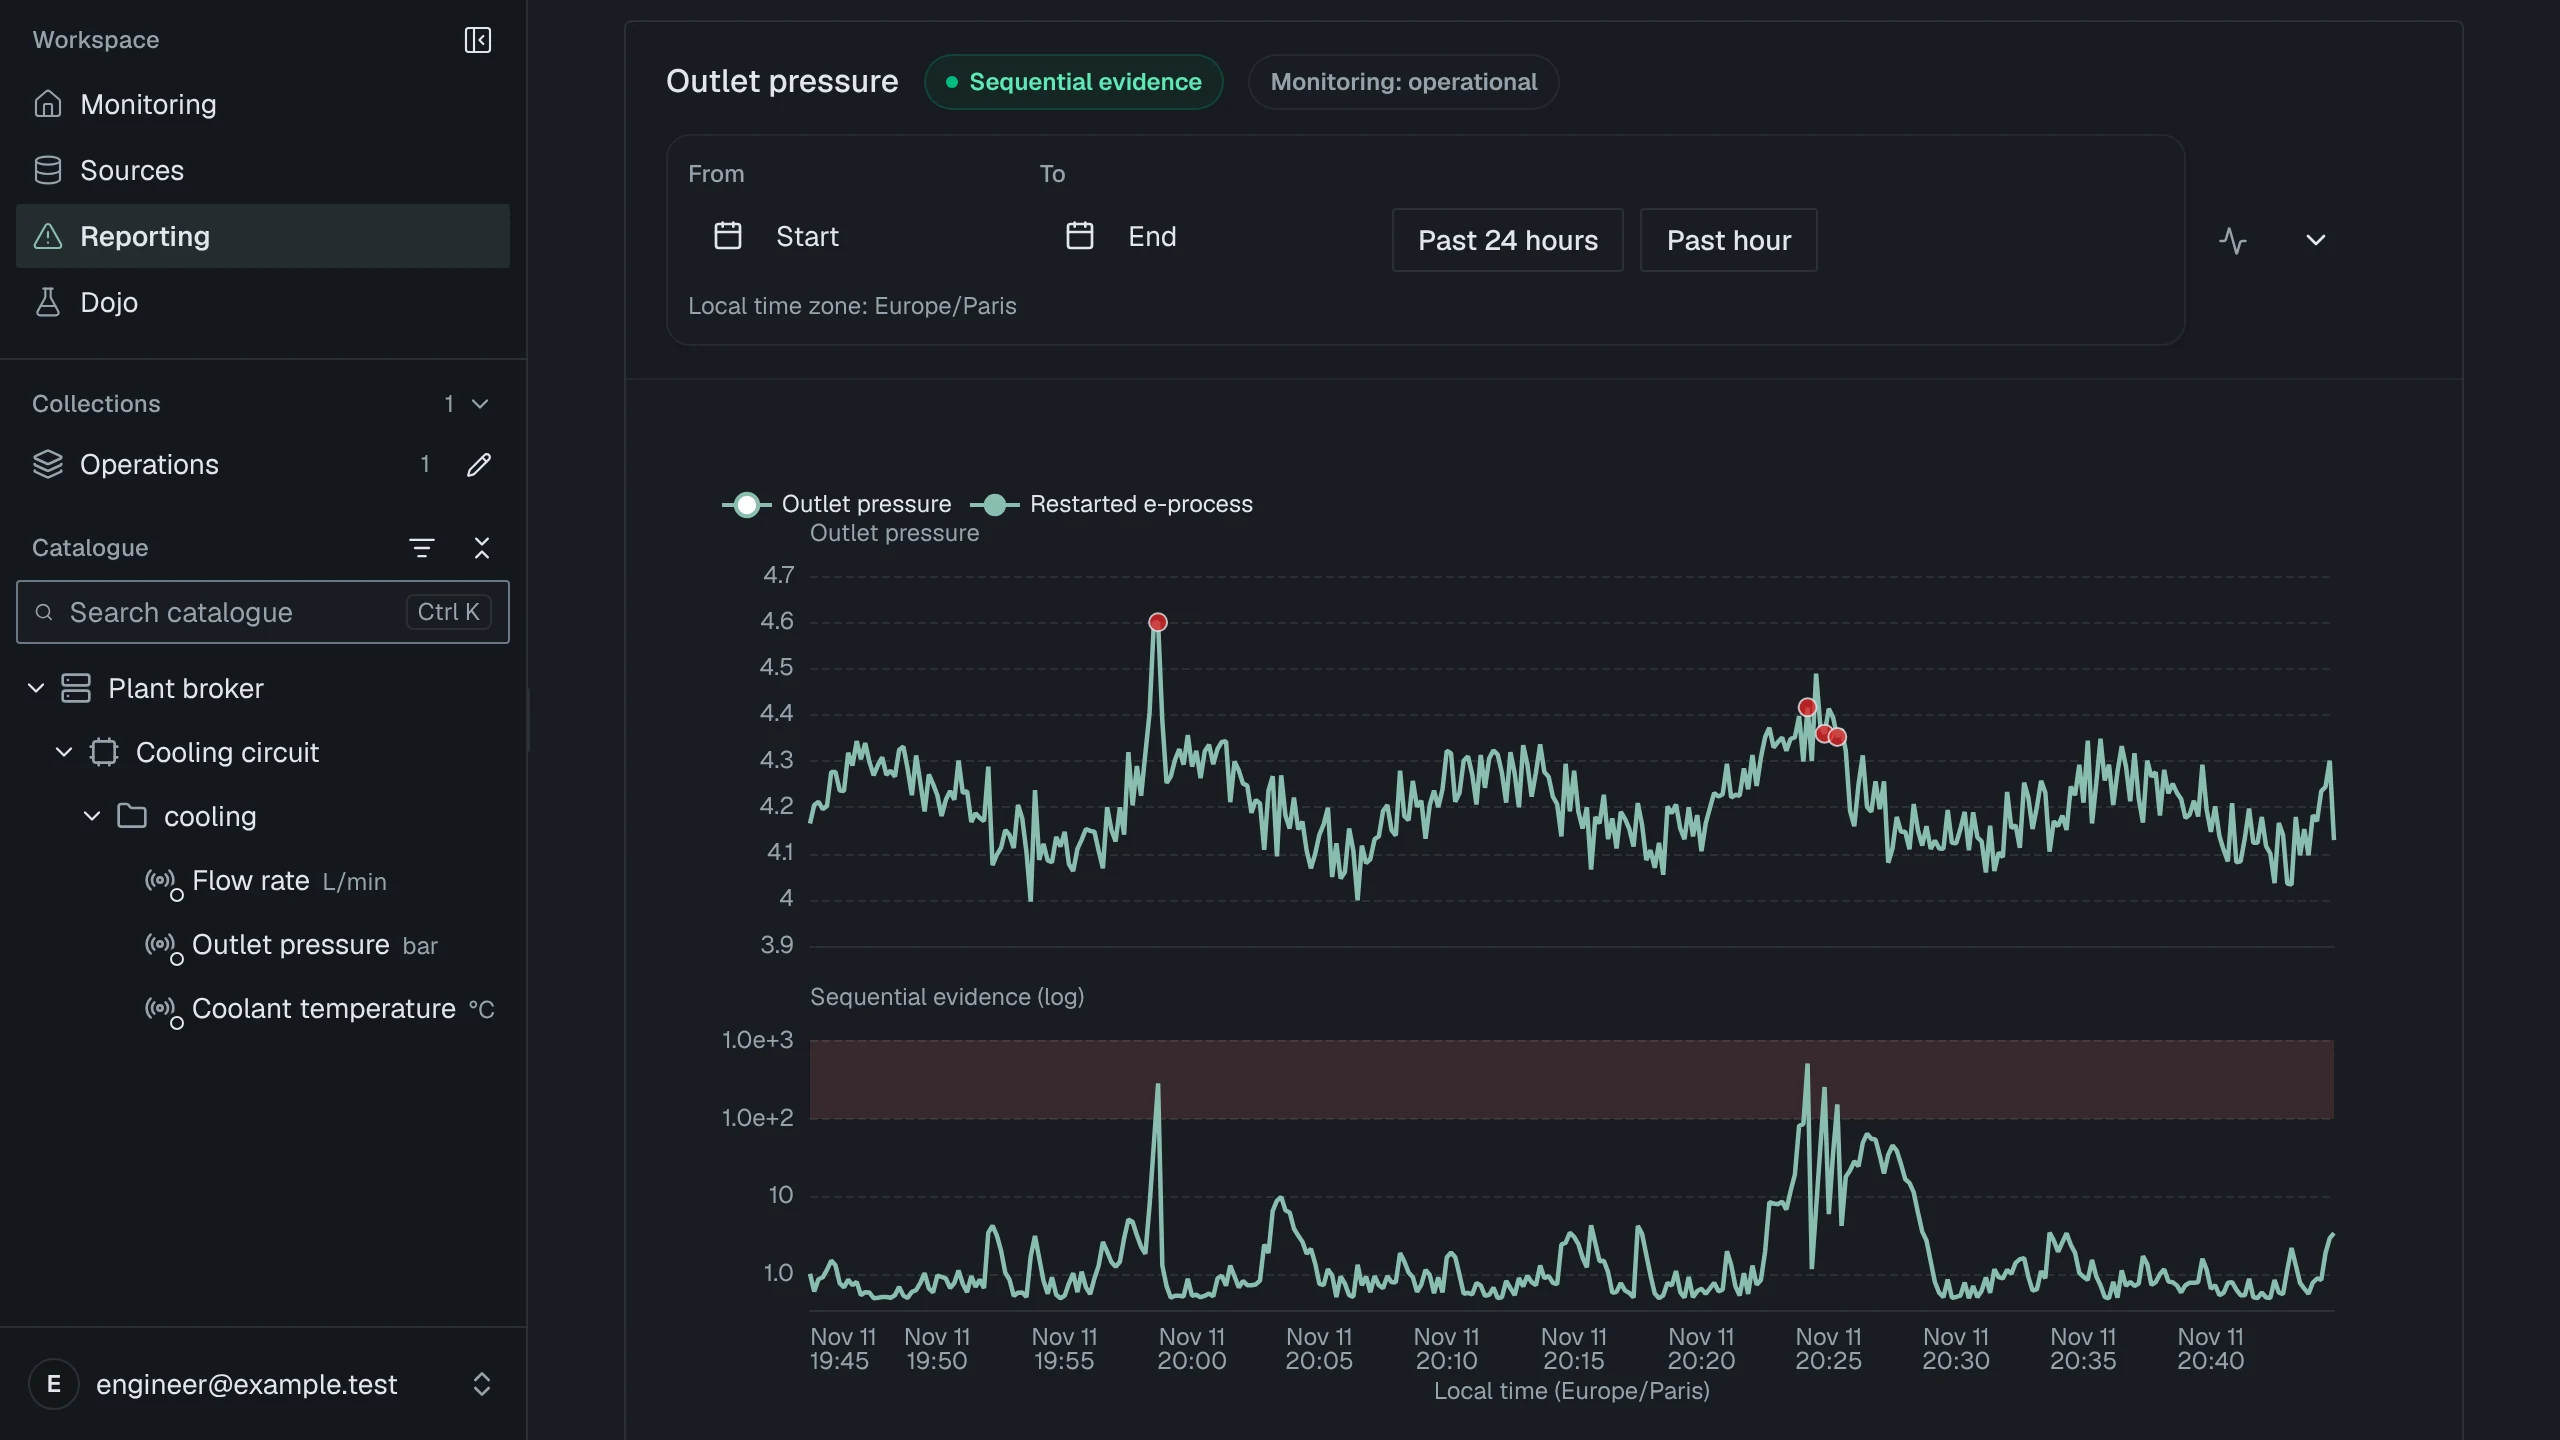 Workspace
Monitoring
Sources
Reporting
Dojo
Collections 1
Operations 1
Catalogue
Search catalogue Ctrl K
Plant broker
Cooling circuit
cooling
Flow rate L/min
Outlet pressure bar
Coolant temperature °C
E engineer@example.test
Outlet pressure Sequential evidence Monitoring: operational
From To
Start End Past 24 hours Past hour
Local time zone: Europe/Paris
Outlet pressure Restarted e-process
Outlet pressure
4.7
4.6
4.5
4.4
4.3
4.2
4.1
4
3.9
Sequential evidence (log)
1.0e+3
1.0e+2
10
1.0
Nov 11 Nov 11 Nov 11 Nov 11 Nov 11 Nov 11 Nov 11 Nov 11 Nov 11 Nov 11 Nov 11 Nov 11
19:45 19:50 19:55 20:00 20:05 20:10 20:15 20:20 20:25 20:30 20:35 20:40
Local time (Europe/Paris)